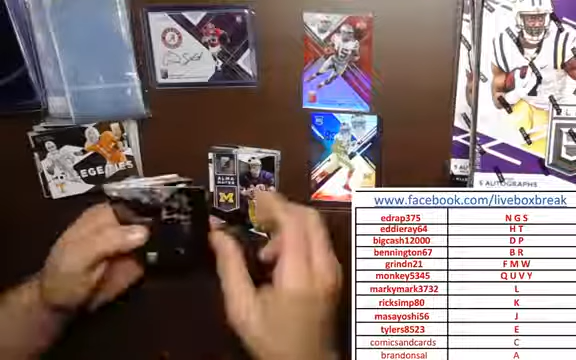 LEGENDS
ALMA
MATER
M
5 AUTOGRAPHS
www.facebook.com/liveboxbreak
edrap375 N G S
eddieray64 H T
bigcash12000 D P
bennington67 B R
grindn21 F M W
monkey5345 Q U V Y
markymark3732 L
ricksimp80 K
masayoshi56 J
tylers8523 E
comicsandcards C
brandonsal A